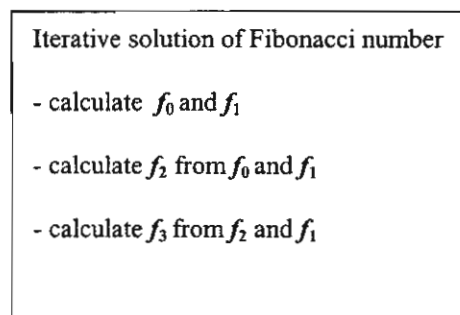 Iterative solution of Fibonacci number
- calculate f₀ and f₁
- calculate f₂ from f₀ and f₁
- calculate f₃ from f₂ and f₁